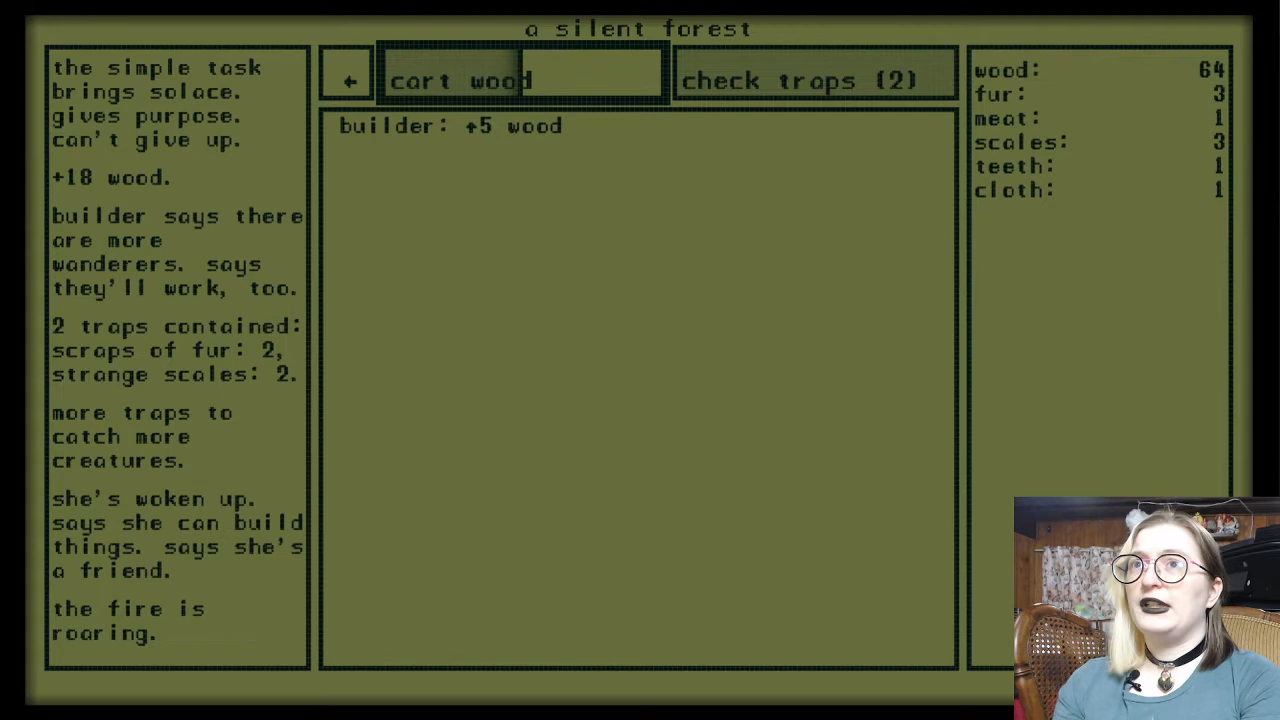 a silent forest
the simple task
brings solace.
gives purpose.
can't give up.
+18 wood.
builder says there
are more
wanderers. says
they'll work, too.
2 traps contained:
scraps of fur: 2,
strange scales: 2.
more traps to
catch more
creatures.
she's woken up.
says she can build
things. says she's
a friend.
the fire is
roaring.
← cart wood check traps (2)
builder: ↑5 wood
wood: 64
fur: 3
meat: 1
scales: 3
teeth: 1
cloth: 1